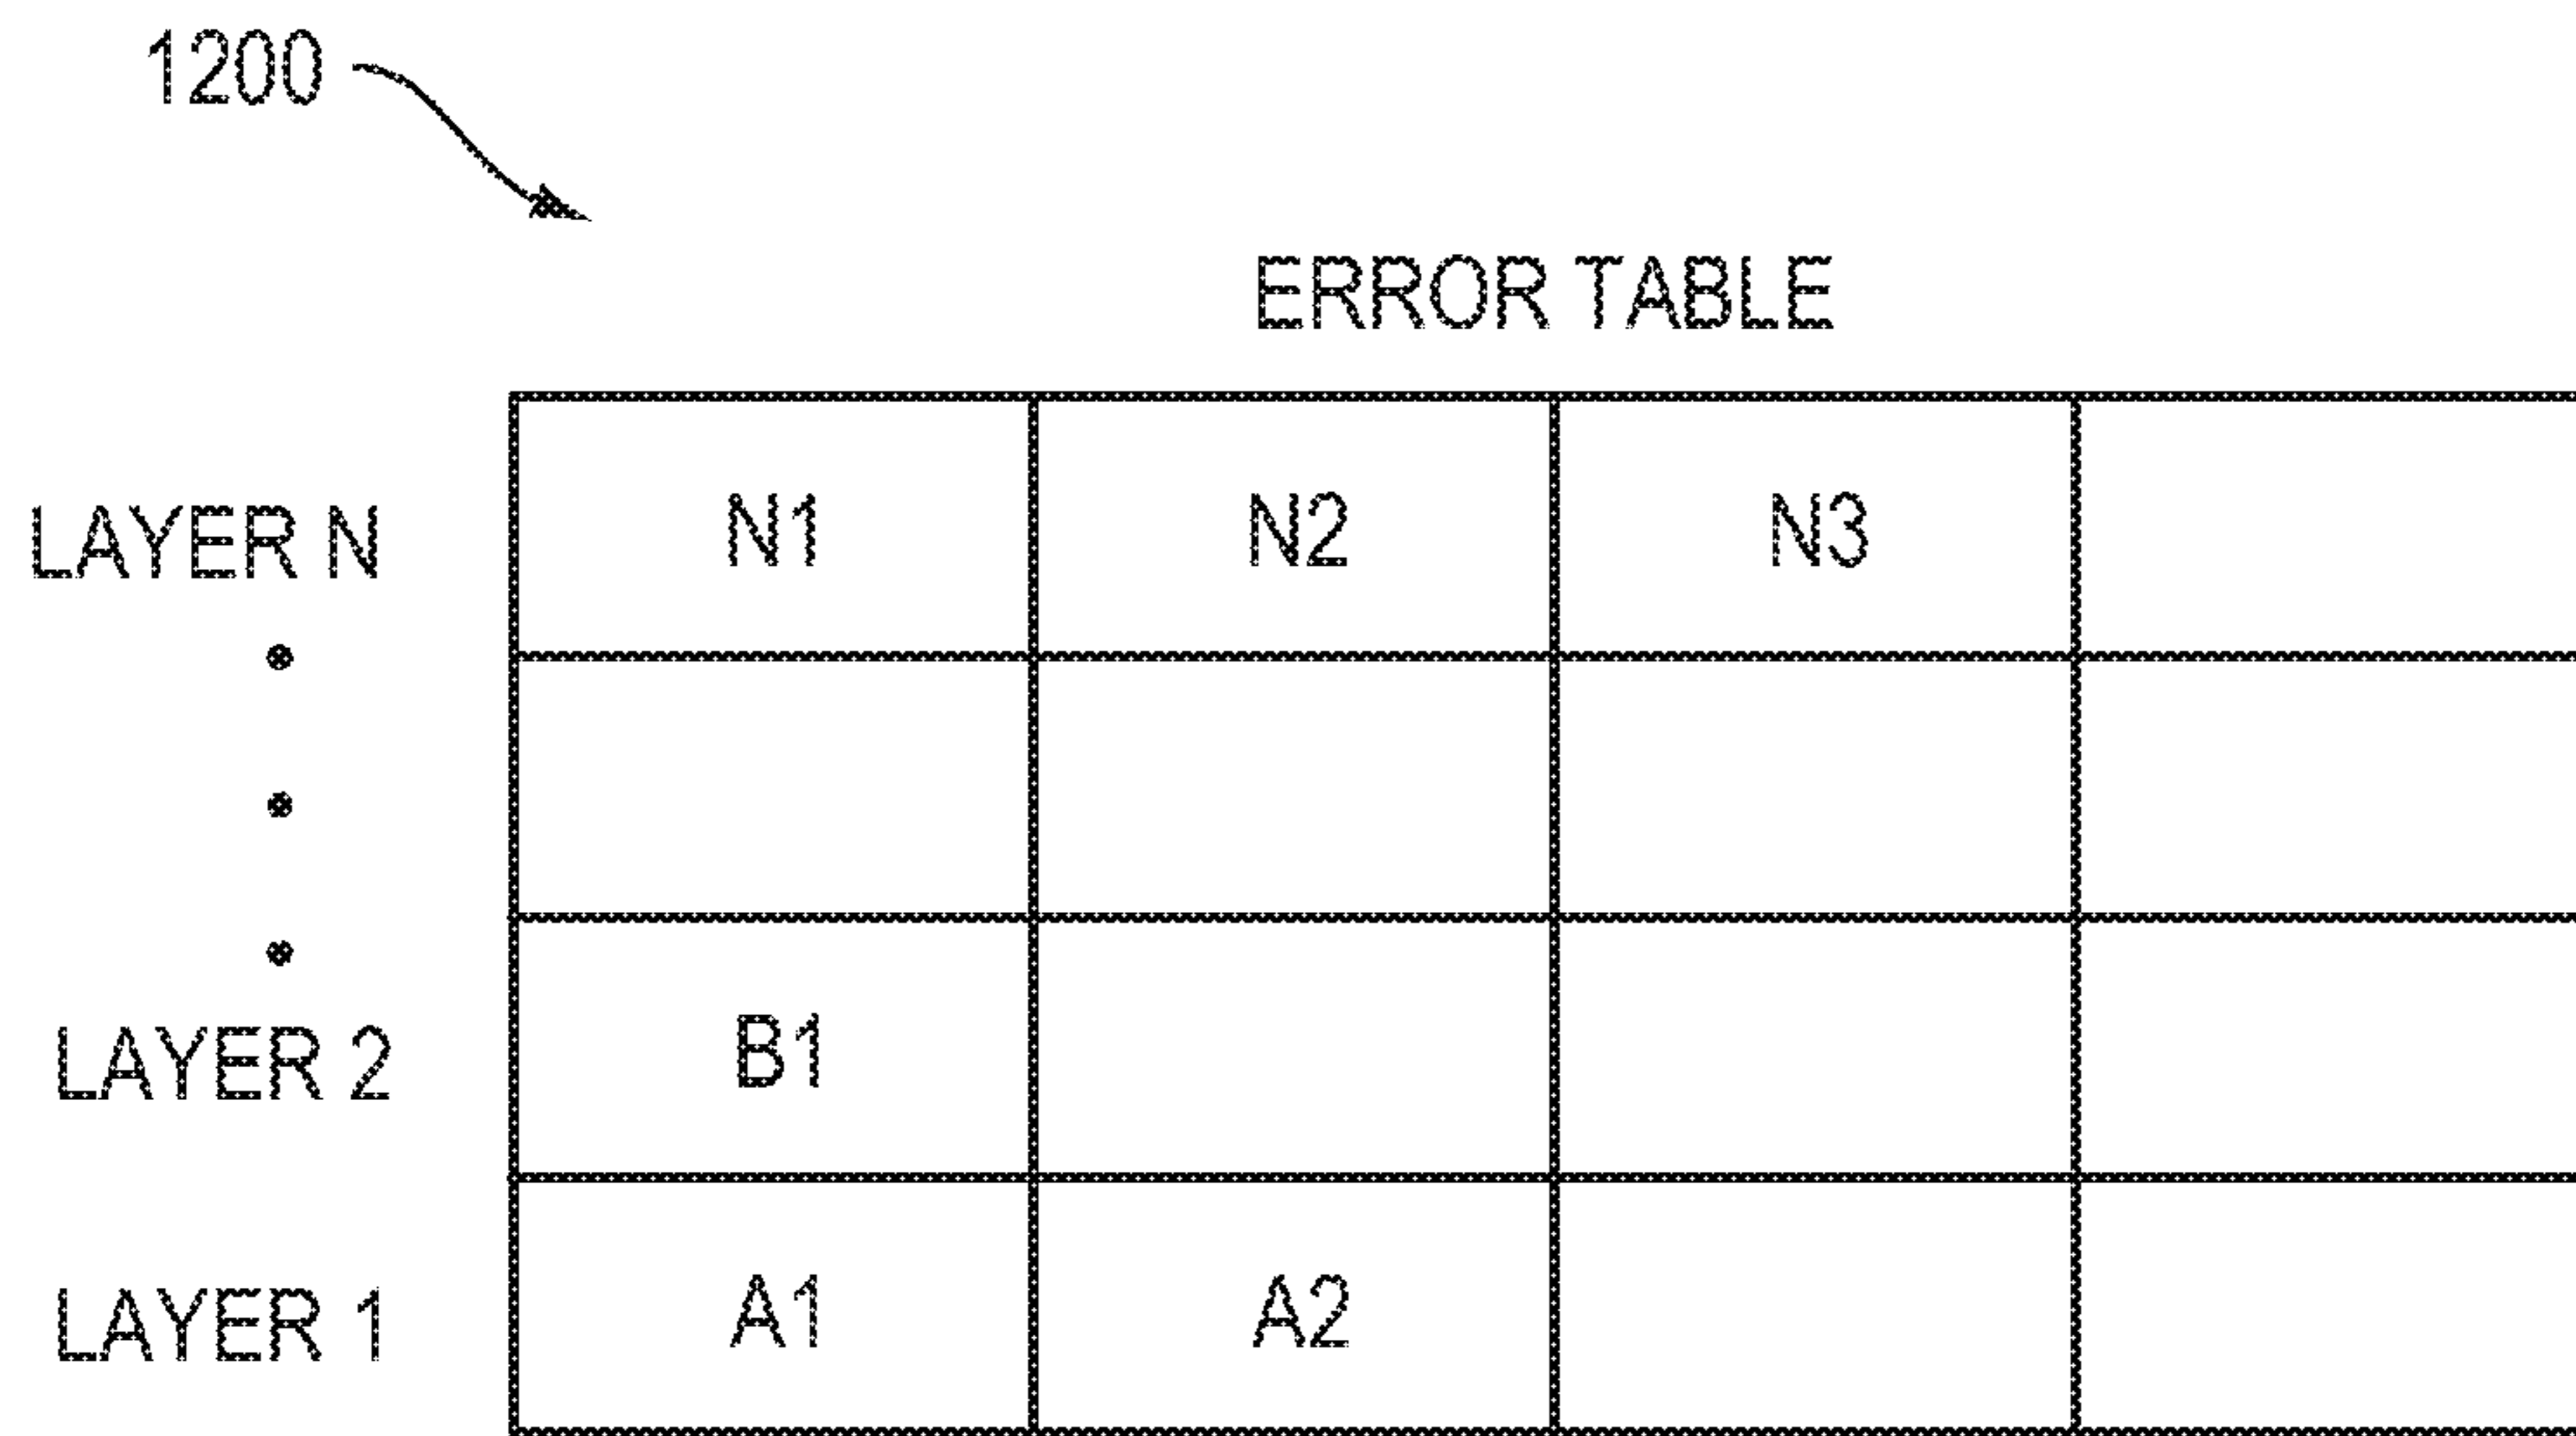 1200
ERROR TABLE
LAYER N N1 N2 N3
LAYER 2 B1
LAYER 1 A1 A2